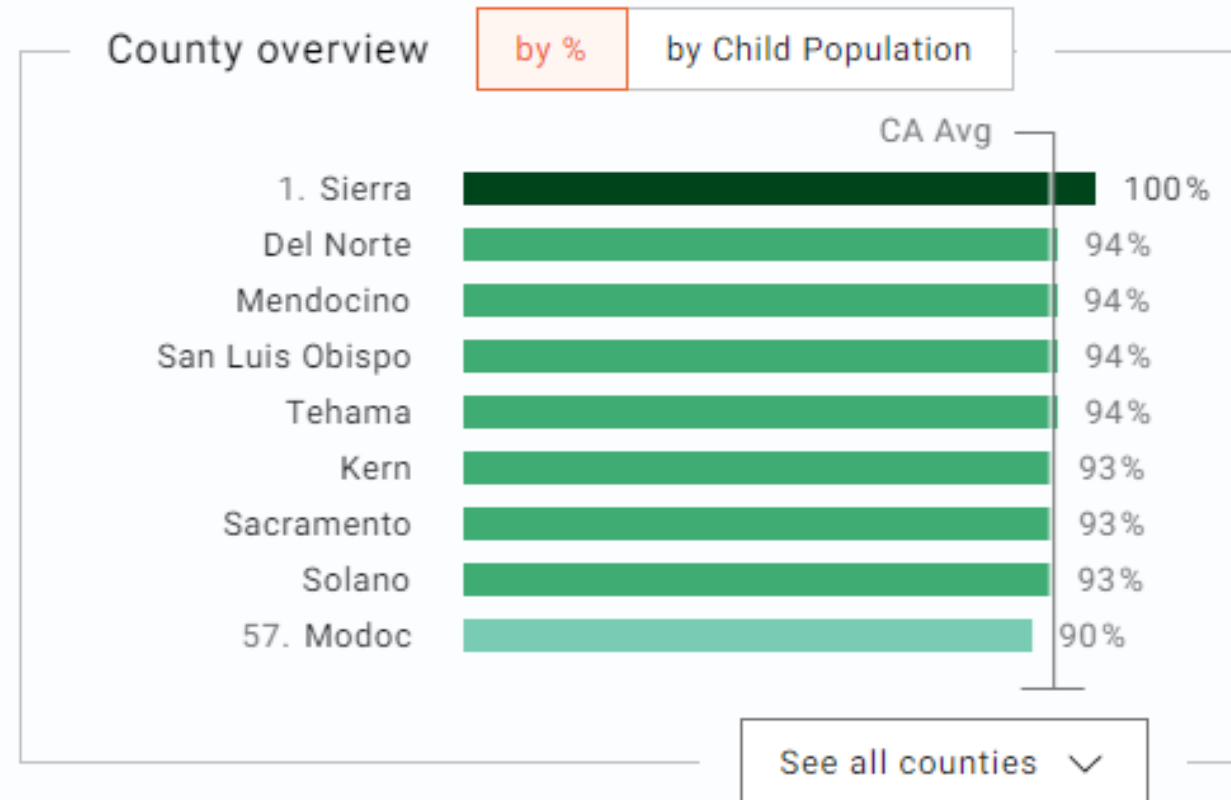 County overview by % by Child Population
CA Avg
1. Sierra 100%
Del Norte 94%
Mendocino 94%
San Luis Obispo 94%
Tehama 94%
Kern 93%
Sacramento 93%
Solano 93%
57. Modoc 90%
See all counties